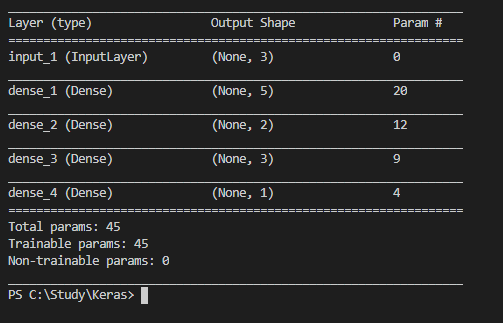 Layer (type) Output Shape Param #
=================================================================
input_1 (InputLayer) (None, 3) 0
dense_1 (Dense) (None, 5) 20
dense_2 (Dense) (None, 2) 12
dense_3 (Dense) (None, 3) 9
dense_4 (Dense) (None, 1) 4
=================================================================
Total params: 45
Trainable params: 45
Non-trainable params: 0
PS C:\Study\Keras>